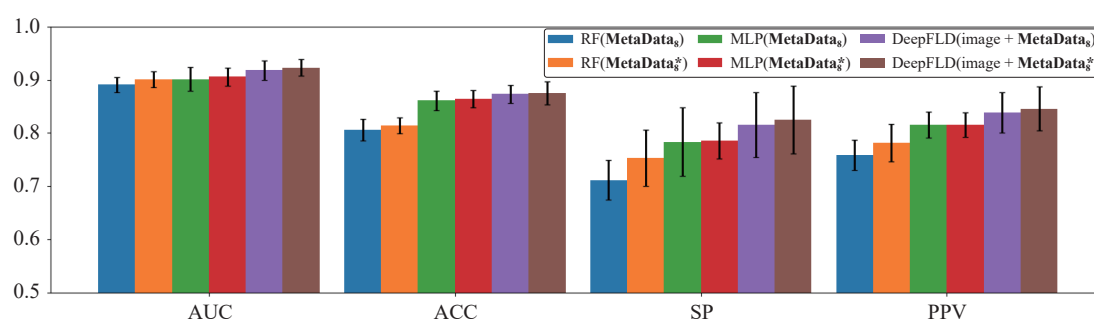 1.0
RF(MetaData₈) MLP(MetaData₈) DeepFLD(image + MetaData₈)
RF(MetaData₈*) MLP(MetaData₈*) DeepFLD(image + MetaData₈*)
0.9
0.8
0.7
0.6
0.5
AUC ACC SP PPV